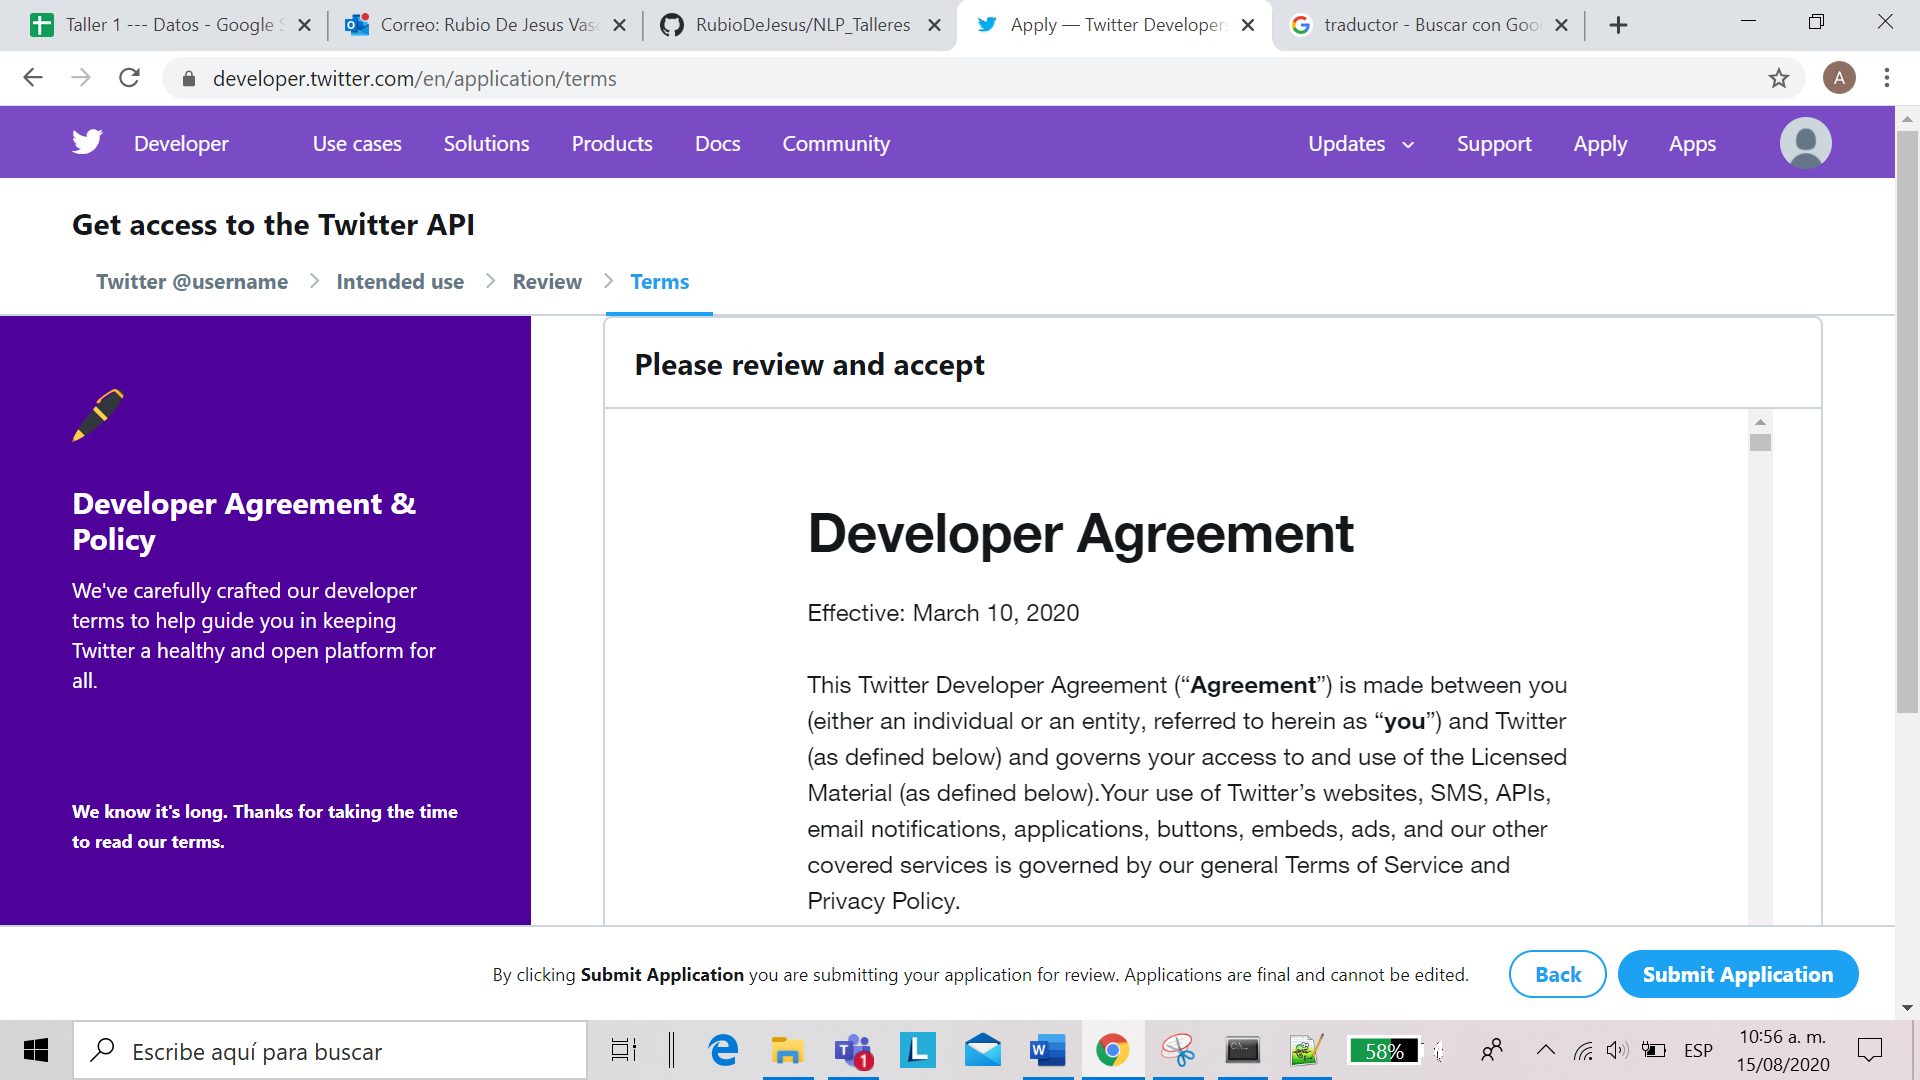 Taller 1 --- Datos - Google S
Correo: Rubio De Jesus Vas
RubioDeJesus/NLP_Talleres
Apply — Twitter Developers
traductor - Buscar con Goo
developer.twitter.com/en/application/terms
A
Developer
Use cases
Solutions
Products
Docs
Community
Updates
Support
Apply
Apps
Get access to the Twitter API
Twitter @username
Intended use
Review
Terms
Developer Agreement &
Policy
We've carefully crafted our developer
terms to help guide you in keeping
Twitter a healthy and open platform for
all.
We know it's long. Thanks for taking the time
to read our terms.
Please review and accept
Developer Agreement
Effective: March 10, 2020
This Twitter Developer Agreement (“Agreement”) is made between you
(either an individual or an entity, referred to herein as “you”) and Twitter
(as defined below) and governs your access to and use of the Licensed
Material (as defined below).Your use of Twitter’s websites, SMS, APIs,
email notifications, applications, buttons, embeds, ads, and our other
covered services is governed by our general Terms of Service and
Privacy Policy.
By clicking Submit Application you are submitting your application for review. Applications are final and cannot be edited.
Back
Submit Application
Escribe aquí para buscar
1
L
58%
ESP
10:56 a. m.
15/08/2020